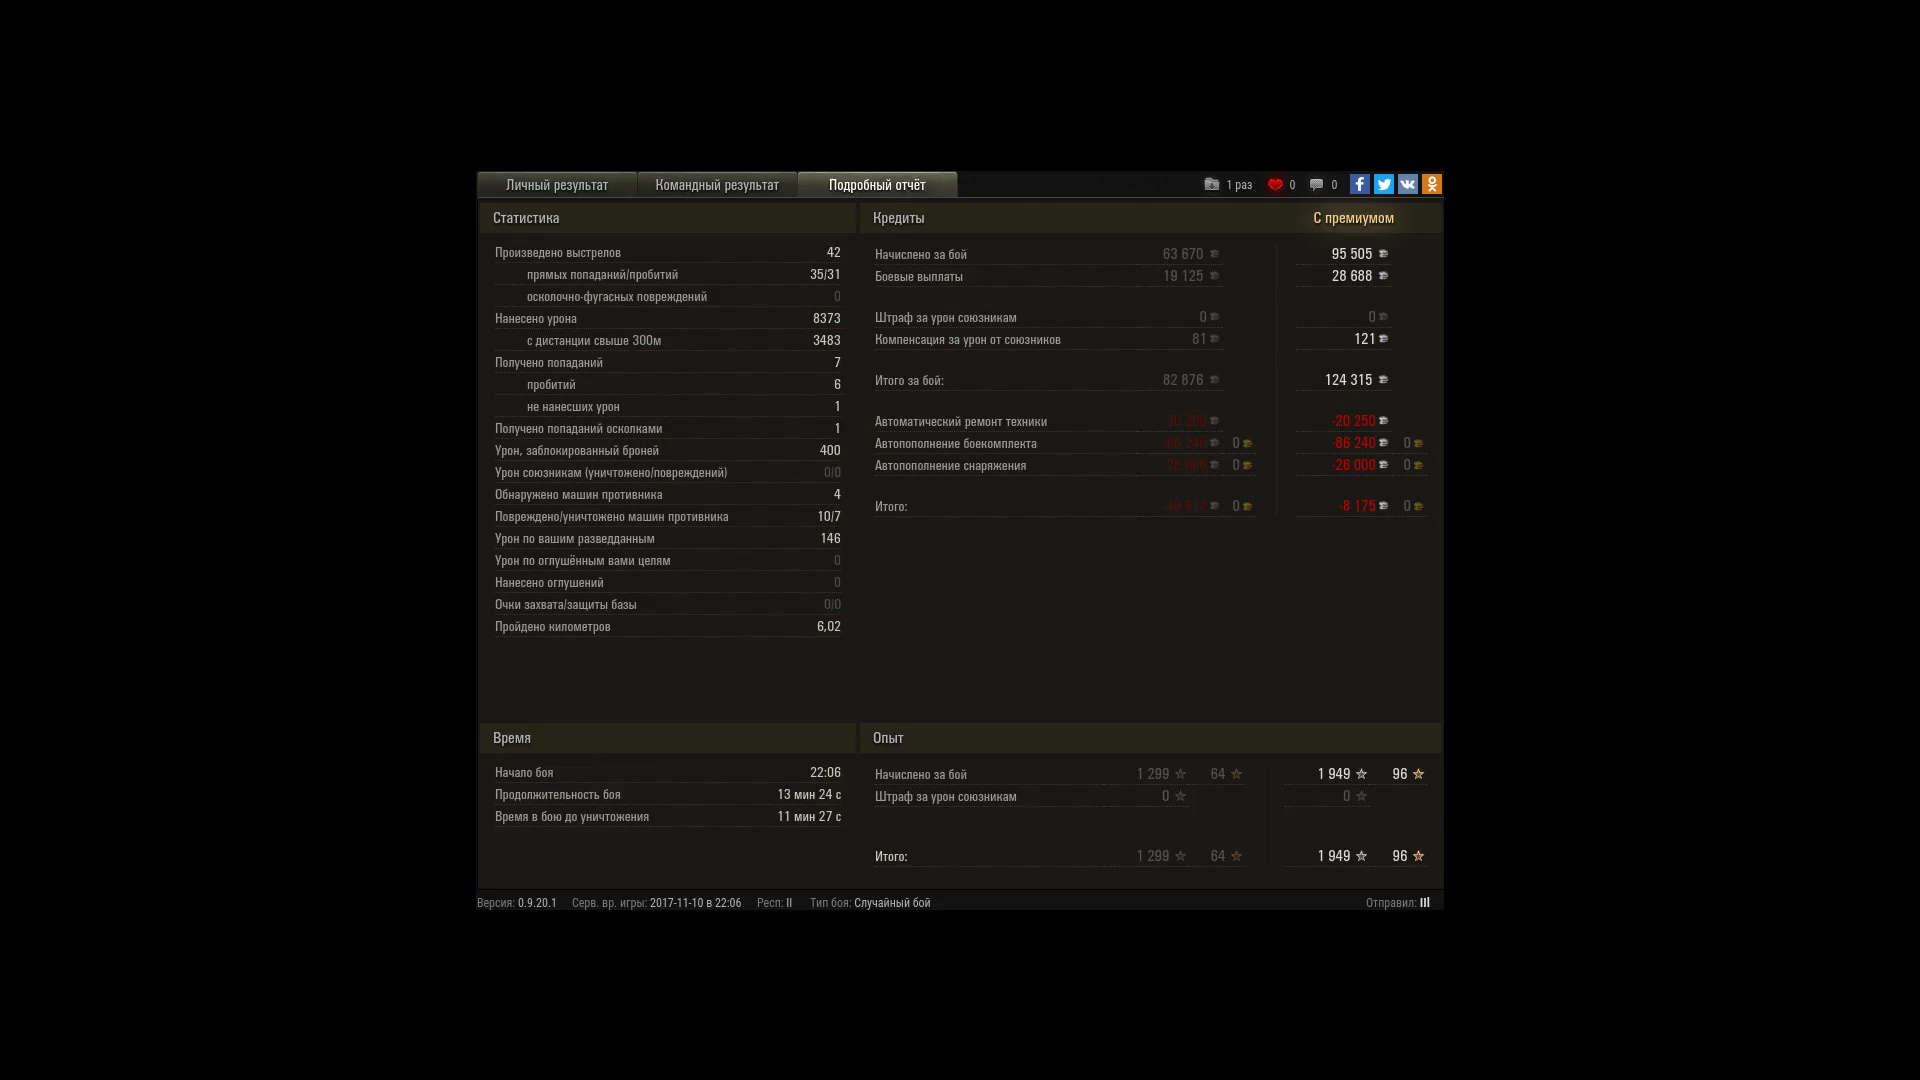 Личный результат Командный результат Подробный отчёт 1 раз 0 0
Статистика
Произведено выстрелов 42
прямых попаданий/пробитий 35/31
осколочно-фугасных повреждений 0
Нанесено урона 8373
с дистанции свыше 300м 3483
Получено попаданий 7
пробитий 6
не нанесших урон 1
Получено попаданий осколками 1
Урон, заблокированный броней 400
Урон союзникам (уничтожено/повреждений) 0/0
Обнаружено машин противника 4
Повреждено/уничтожено машин противника 10/7
Урон по вашим разведданным 146
Урон по оглушённым вами целям 0
Нанесено оглушений 0
Очки захвата/защиты базы 0/0
Пройдено километров 6,02
Кредиты С премиумом
Начислено за бой 63 670 95 505
Боевые выплаты 19 125 28 688
Штраф за урон союзникам 0 0
Компенсация за урон от союзников 81 121
Итого за бой: 82 876 124 315
Автоматический ремонт техники -20 250 -20 250
Автопополнение боекомплекта -86 240 0 -86 240 0
Автопополнение снаряжения -26 000 0 -26 000 0
Итого: 0 -8 175 0
Время
Начало боя 22:06
Продолжительность боя 13 мин 24 с
Время в бою до уничтожения 11 мин 27 с
Опыт
Начислено за бой 1 299 64 1 949 96
Штраф за урон союзникам 0 0
Итого: 1 299 64 1 949 96
Версия: 0.9.20.1 Серв. вр. игры: 2017-11-10 в 22:06 Респ: II Тип боя: Случайный бой Отправил: lll